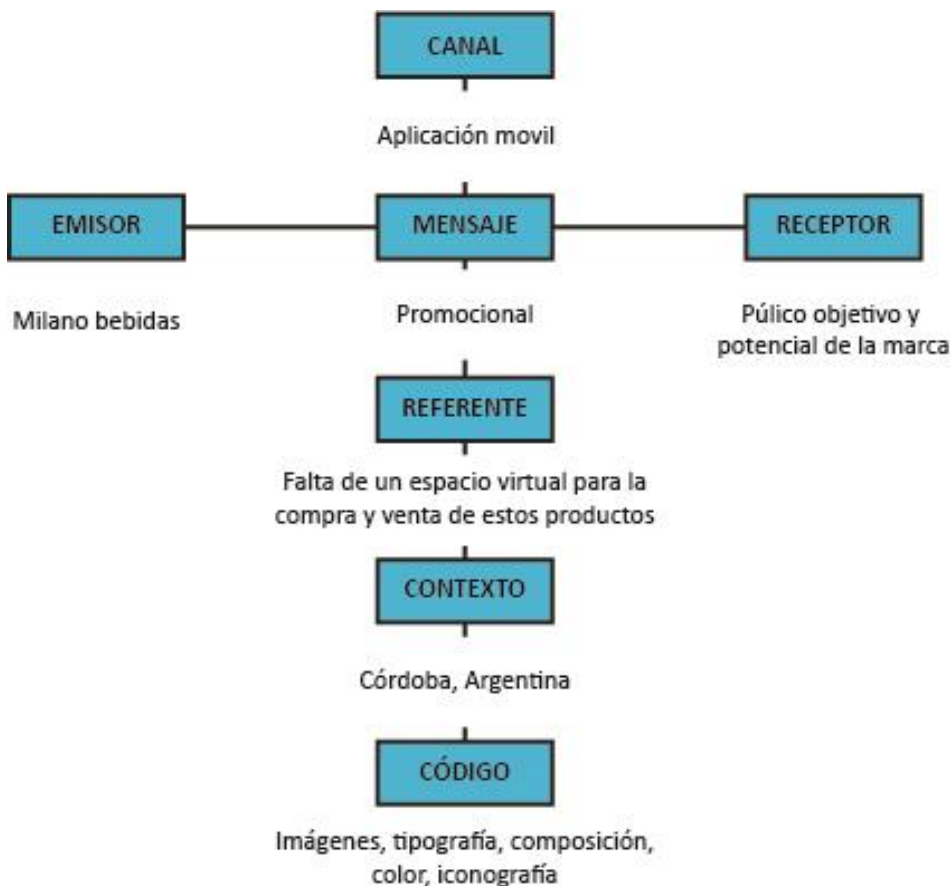 CANAL
Aplicación movil
EMISOR
MENSAJE
RECEPTOR
Milano bebidas
Promocional
Púlico objetivo y
potencial de la marca
REFERENTE
Falta de un espacio virtual para la
compra y venta de estos productos
CONTEXTO
Córdoba, Argentina
CÓDIGO
Imágenes, tipografía, composición,
color, iconografía